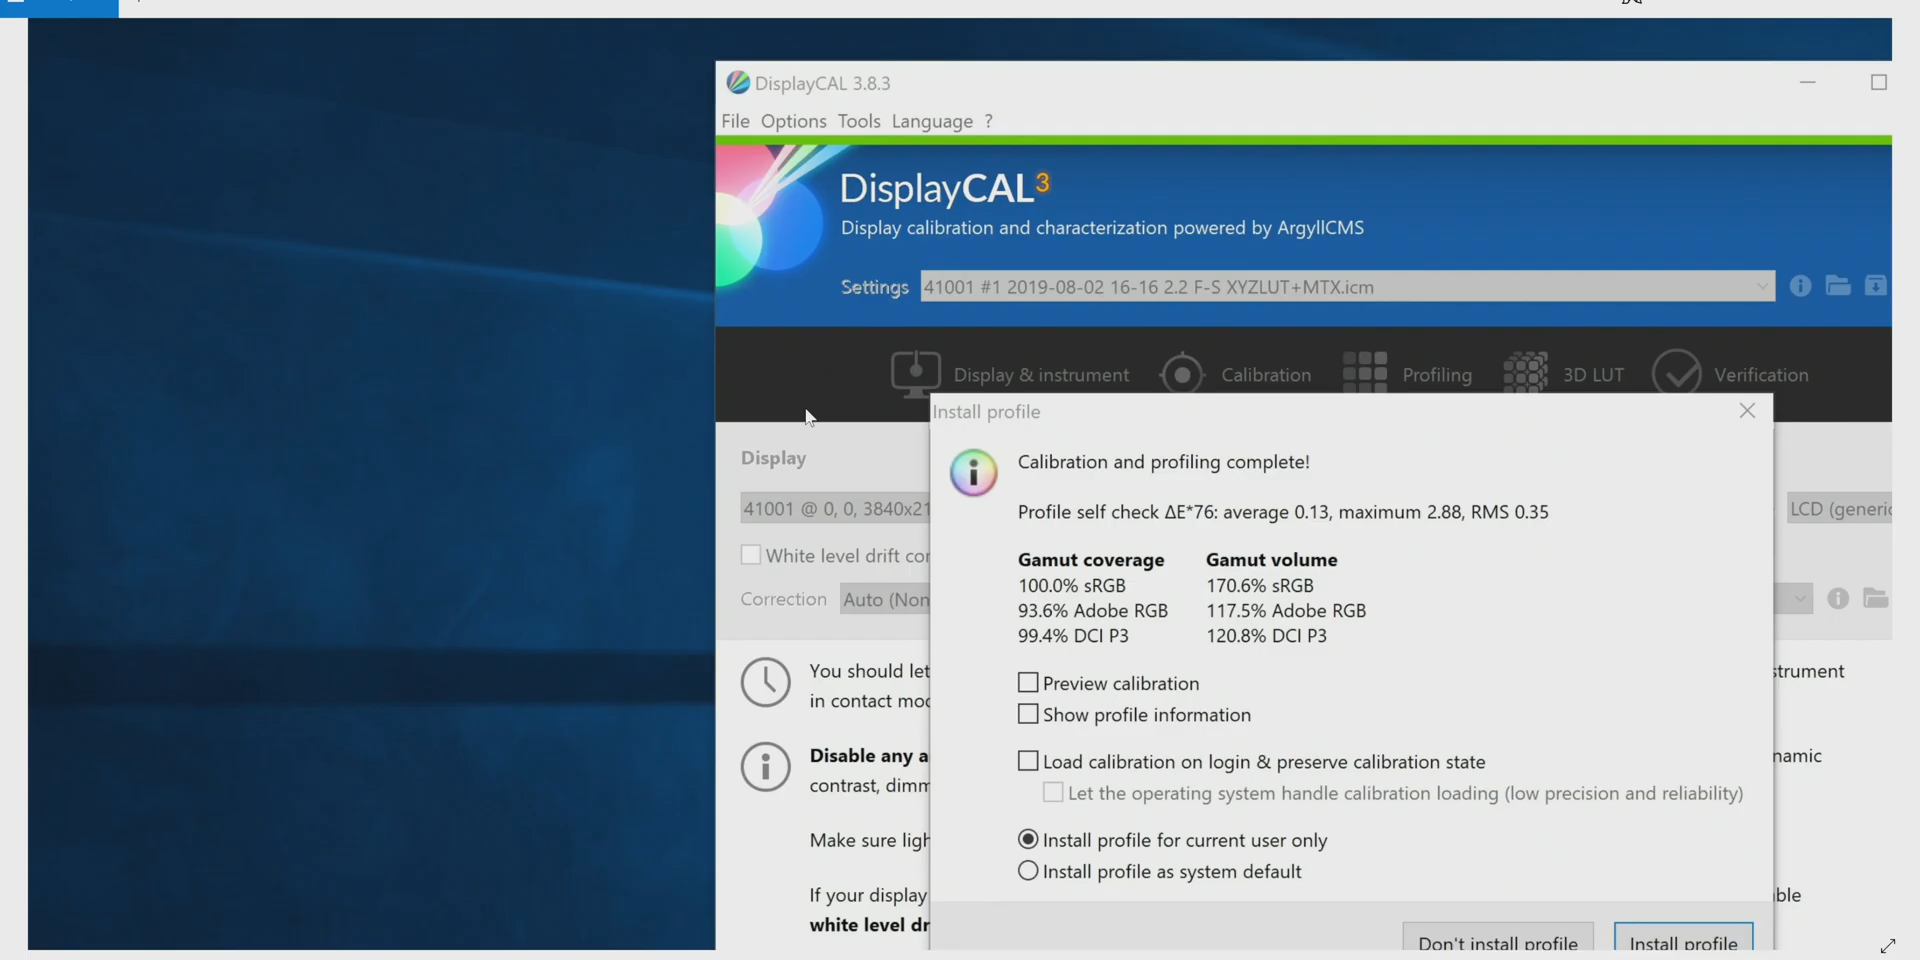 DisplayCAL 3.8.3
File Options Tools Language ?
DisplayCAL3
Display calibration and characterization powered by ArgyllCMS
Settings 41001 #1 2019-08-02 16-16 2.2 F-S XYZLUT+MTX.icm
Display & instrument Calibration Profiling 3D LUT Verification
Install profile
Calibration and profiling complete!
Profile self check ΔE*76: average 0.13, maximum 2.88, RMS 0.35
Gamut coverage Gamut volume
100.0% sRGB 170.6% sRGB
93.6% Adobe RGB 117.5% Adobe RGB
99.4% DCI P3 120.8% DCI P3
Preview calibration
Show profile information
Load calibration on login & preserve calibration state
Let the operating system handle calibration loading (low precision and reliability)
Install profile for current user only
Install profile as system default
Don't install profile Install profile
Display
41001 @ 0, 0, 3840x21
LCD (generic
White level drift
Correction Auto (Non
You should let
strument
in contact
Disable any a
namic
contrast, dimm
Make sure ligh
If your display
ble
white level dr